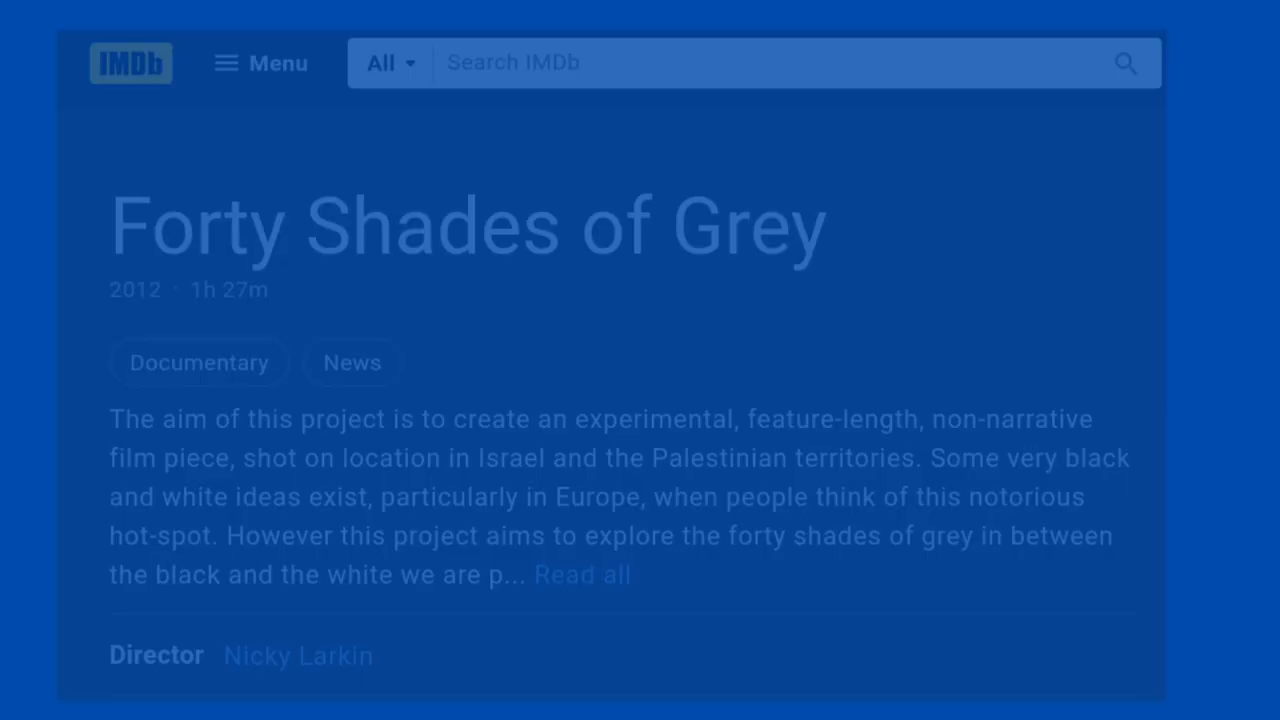 IMDb Menu All Search IMDb
Forty Shades of Grey
2012 · 1h 27m
Documentary News
The aim of this project is to create an experimental, feature-length, non-narrative
film piece, shot on location in Israel and the Palestinian territories. Some very black
and white ideas exist, particularly in Europe, when people think of this notorious
hot-spot. However this project aims to explore the forty shades of grey in between
the black and the white we are p... Read all
Director Nicky Larkin